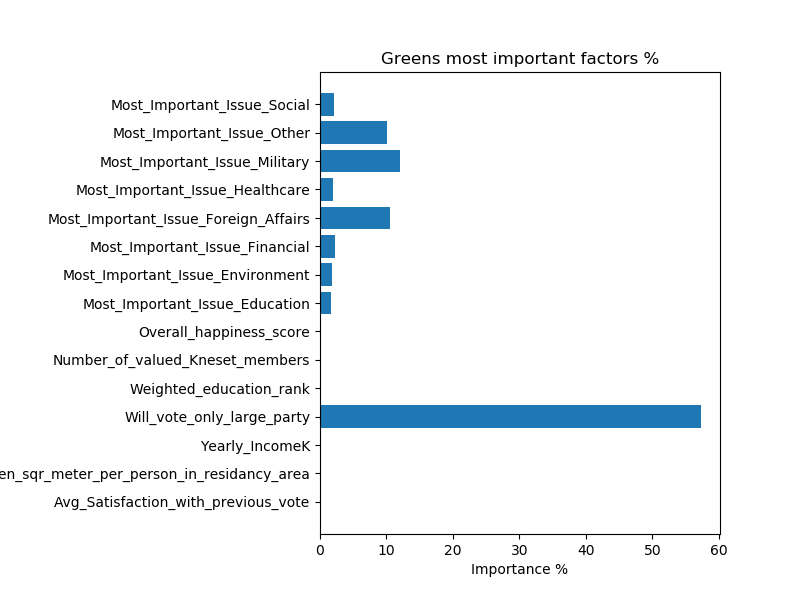 Greens most important factors %
Most_Important_Issue_Social
Most_Important_Issue_Other
Most_Important_Issue_Military
Most_Important_Issue_Healthcare
Most_Important_Issue_Foreign_Affairs
Most_Important_Issue_Financial
Most_Important_Issue_Environment
Most_Important_Issue_Education
Overall_happiness_score
Number_of_valued_Kneset_members
Weighted_education_rank
Will_vote_only_large_party
Yearly_IncomeK
en_sqr_meter_per_person_in_residancy_area
Avg_Satisfaction_with_previous_vote
0 10 20 30 40 50 60
Importance %